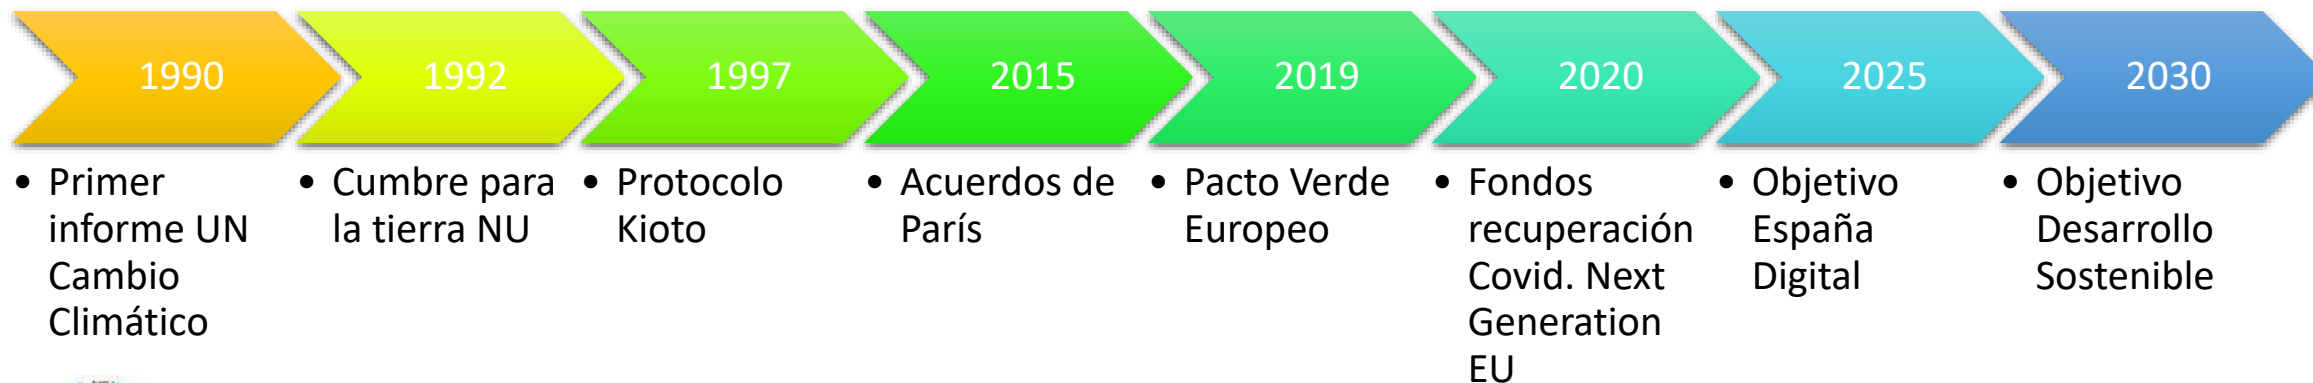 1990
1992
1997
2015
2019
2020
2025
2030
• Primer
informe UN
Cambio
Climático
• Cumbre para
la tierra NU
• Protocolo
Kioto
• Acuerdos de
París
• Pacto Verde
Europeo
• Fondos
recuperación
Covid. Next
Generation
EU
• Objetivo
España
Digital
• Objetivo
Desarrollo
Sostenible